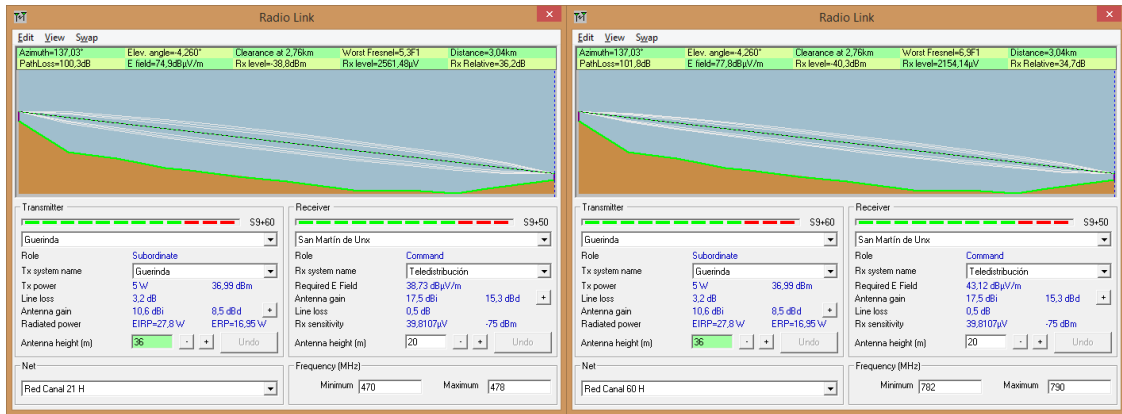 Radio Link
Edit View Swap
Azimuth=137,03° Elev. angle=-4,260° Clearance at 2,76km Worst Fresnel=5,3F1 Distance=3,04km
PathLoss=100,3dB E field=74,9dBµV/m Rx level=-38,8dBm Rx level=2561,48µV Rx Relative=36,2dB
Transmitter
S9+60
Guerinda
Role Subordinate
Tx system name Guerinda
Tx power 5 W 36,99 dBm
Line loss 3,2 dB
Antenna gain 10,6 dBi 8,5 dBd +
Radiated power EIRP=27,8 W ERP=16,95 W
Antenna height (m) 36 - + Undo
Net
Red Canal 21 H
Receiver
S9+50
San Martín de Unx
Role Command
Rx system name Teledistribución
Required E Field 38,73 dBµV/m
Antenna gain 17,5 dBi 15,3 dBd +
Line loss 0,5 dB
Rx sensitivity 39,8107µV -75 dBm
Antenna height (m) 20 - + Undo
Frequency (MHz)
Minimum 470 Maximum 478
Radio Link
Edit View Swap
Azimuth=137,03° Elev. angle=-4,260° Clearance at 2,76km Worst Fresnel=6,9F1 Distance=3,04km
PathLoss=101,8dB E field=77,8dBµV/m Rx level=-40,3dBm Rx level=2154,14µV Rx Relative=34,7dB
Transmitter
S9+60
Guerinda
Role Subordinate
Tx system name Guerinda
Tx power 5 W 36,99 dBm
Line loss 3,2 dB
Antenna gain 10,6 dBi 8,5 dBd +
Radiated power EIRP=27,8 W ERP=16,95 W
Antenna height (m) 36 - + Undo
Net
Red Canal 60 H
Receiver
S9+50
San Martín de Unx
Role Command
Rx system name Teledistribución
Required E Field 43,12 dBµV/m
Antenna gain 17,5 dBi 15,3 dBd +
Line loss 0,5 dB
Rx sensitivity 39,8107µV -75 dBm
Antenna height (m) 20 - + Undo
Frequency (MHz)
Minimum 782 Maximum 790